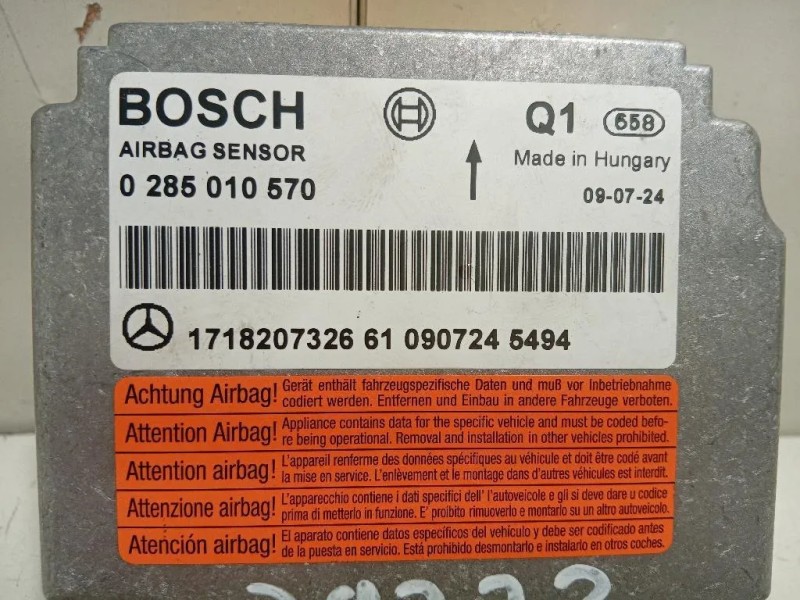 BOSCH
Q1 658
AIRBAG SENSOR
Made in Hungary
0 285 010 570
09-07-24
1718207326 61 090724 5494
Achtung Airbag! Gerät enthält fahrzeugspezifische Daten und muß vor Inbetriebnahme
codiert werden. Entfernen und Einbau in andere Fahrzeuge verboten.
Attention Airbag! Appliance contains data for the specific vehicle and must be coded befo-
re being operational. Removal and installation in other vehicles prohibited.
Attention airbag! L'appareil renferme des données spécifiques au véhicule et doit être codé avant
la mise en service. L'enlèvement et le montage dans d'autres véhicules est interdit.
Attenzione airbag! L'apparecchio contiene i dati specifici dell' l'autoveicole e gli si deve dare u codice
prima di metterlo in funzione. E' proibito rimuoverlo e montarlo su un altro autoveicolo.
Atención airbag! El aparato contiene datos específicos del vehículo y debe ser codificado antes
de la puesta en servicio. Está prohibido desmontarlo e instalarlo en otros coches.